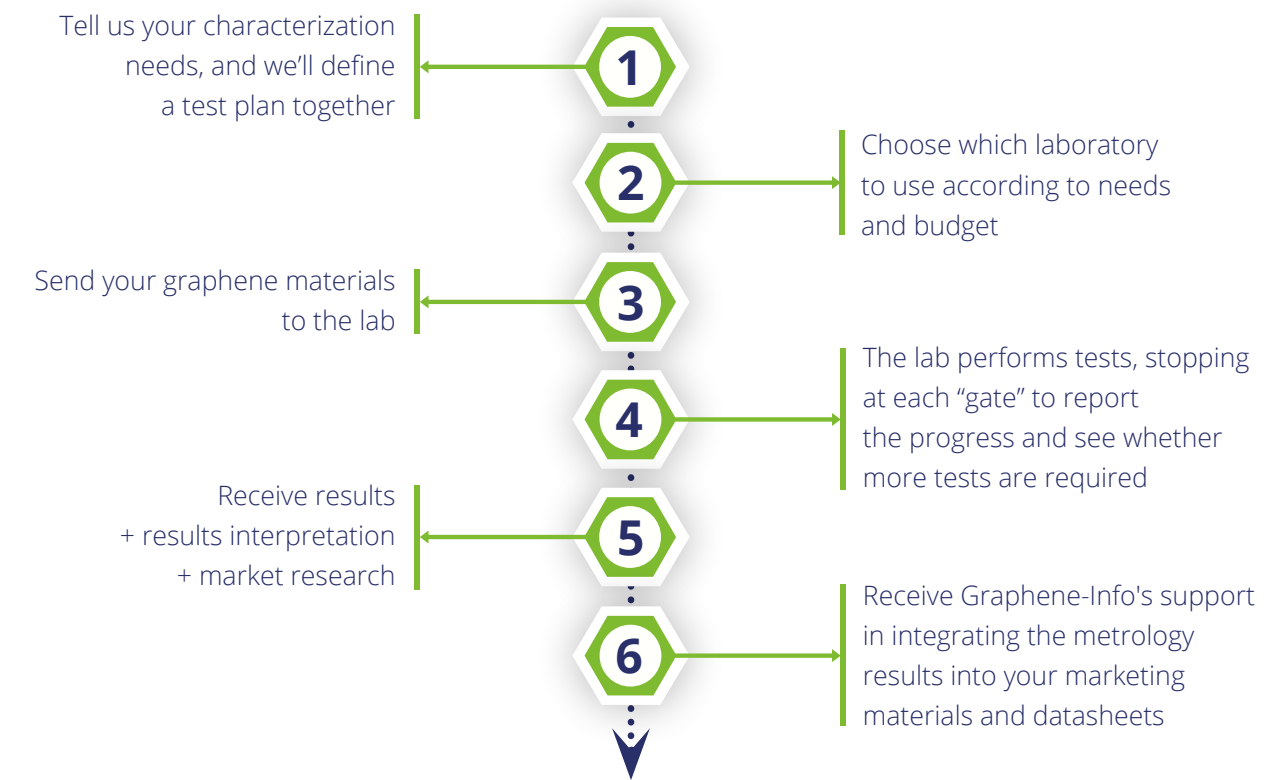 1
Tell us your characterization
needs, and we’ll define
a test plan together
2
Choose which laboratory
to use according to needs
and budget
3
Send your graphene materials
to the lab
4
The lab performs tests, stopping
at each “gate” to report
the progress and see whether
more tests are required
5
Receive results
+ results interpretation
+ market research
6
Receive Graphene-Info's support
in integrating the metrology
results into your marketing
materials and datasheets